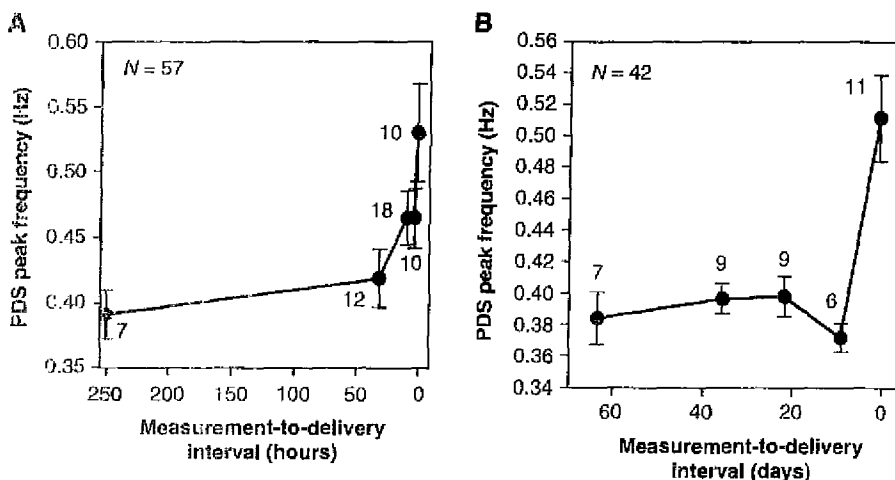 A
0.60
N = 57
0.55
10
0.50
18
0.45
10
12
0.40
7
0.35
250 200 150 100 50 0
PDS peak frequency (Hz)
Measurement-to-delivery
interval (hours)
B
0.56
N = 42
11
0.54
0.52
0.50
0.48
0.46
0.44
0.42
9
9
7
6
0.40
0.38
0.36
0.34
60 40 20 0
PDS peak frequency (Hz)
Measurement-to-delivery
interval (days)